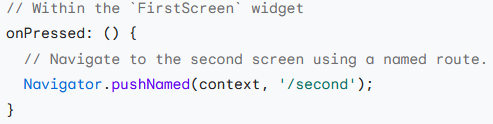 // Within the `FirstScreen` widget
onPressed: () {
  // Navigate to the second screen using a named route.
  Navigator.pushNamed(context, '/second');
}